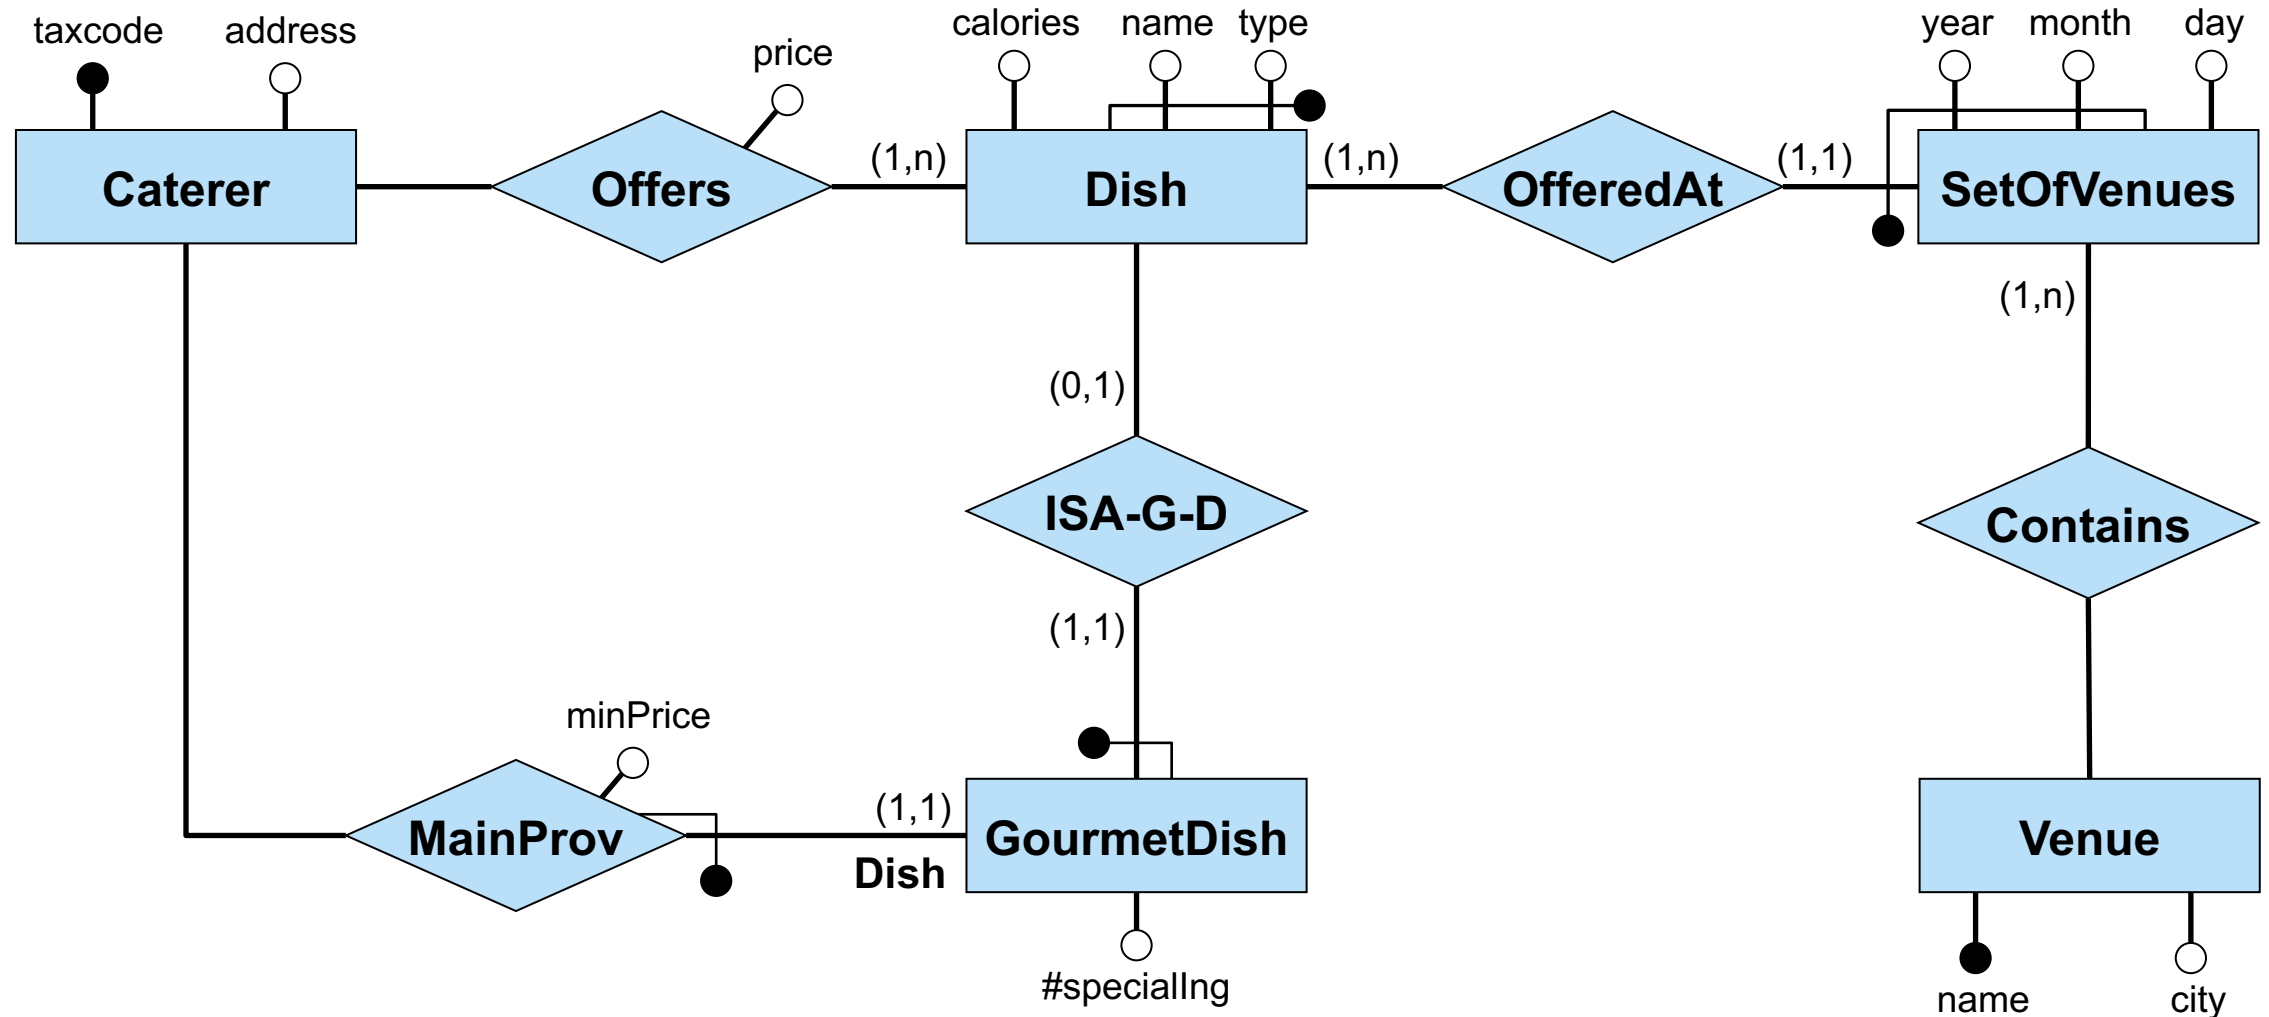 taxcode address price calories name type year month day
Caterer Offers (1,n) Dish (1,n) OfferedAt (1,1) SetOfVenues
(1,n)
(0,1)
ISA-G-D Contains
(1,1)
minPrice
MainProv (1,1) GourmetDish Venue
Dish
#specialIng name city